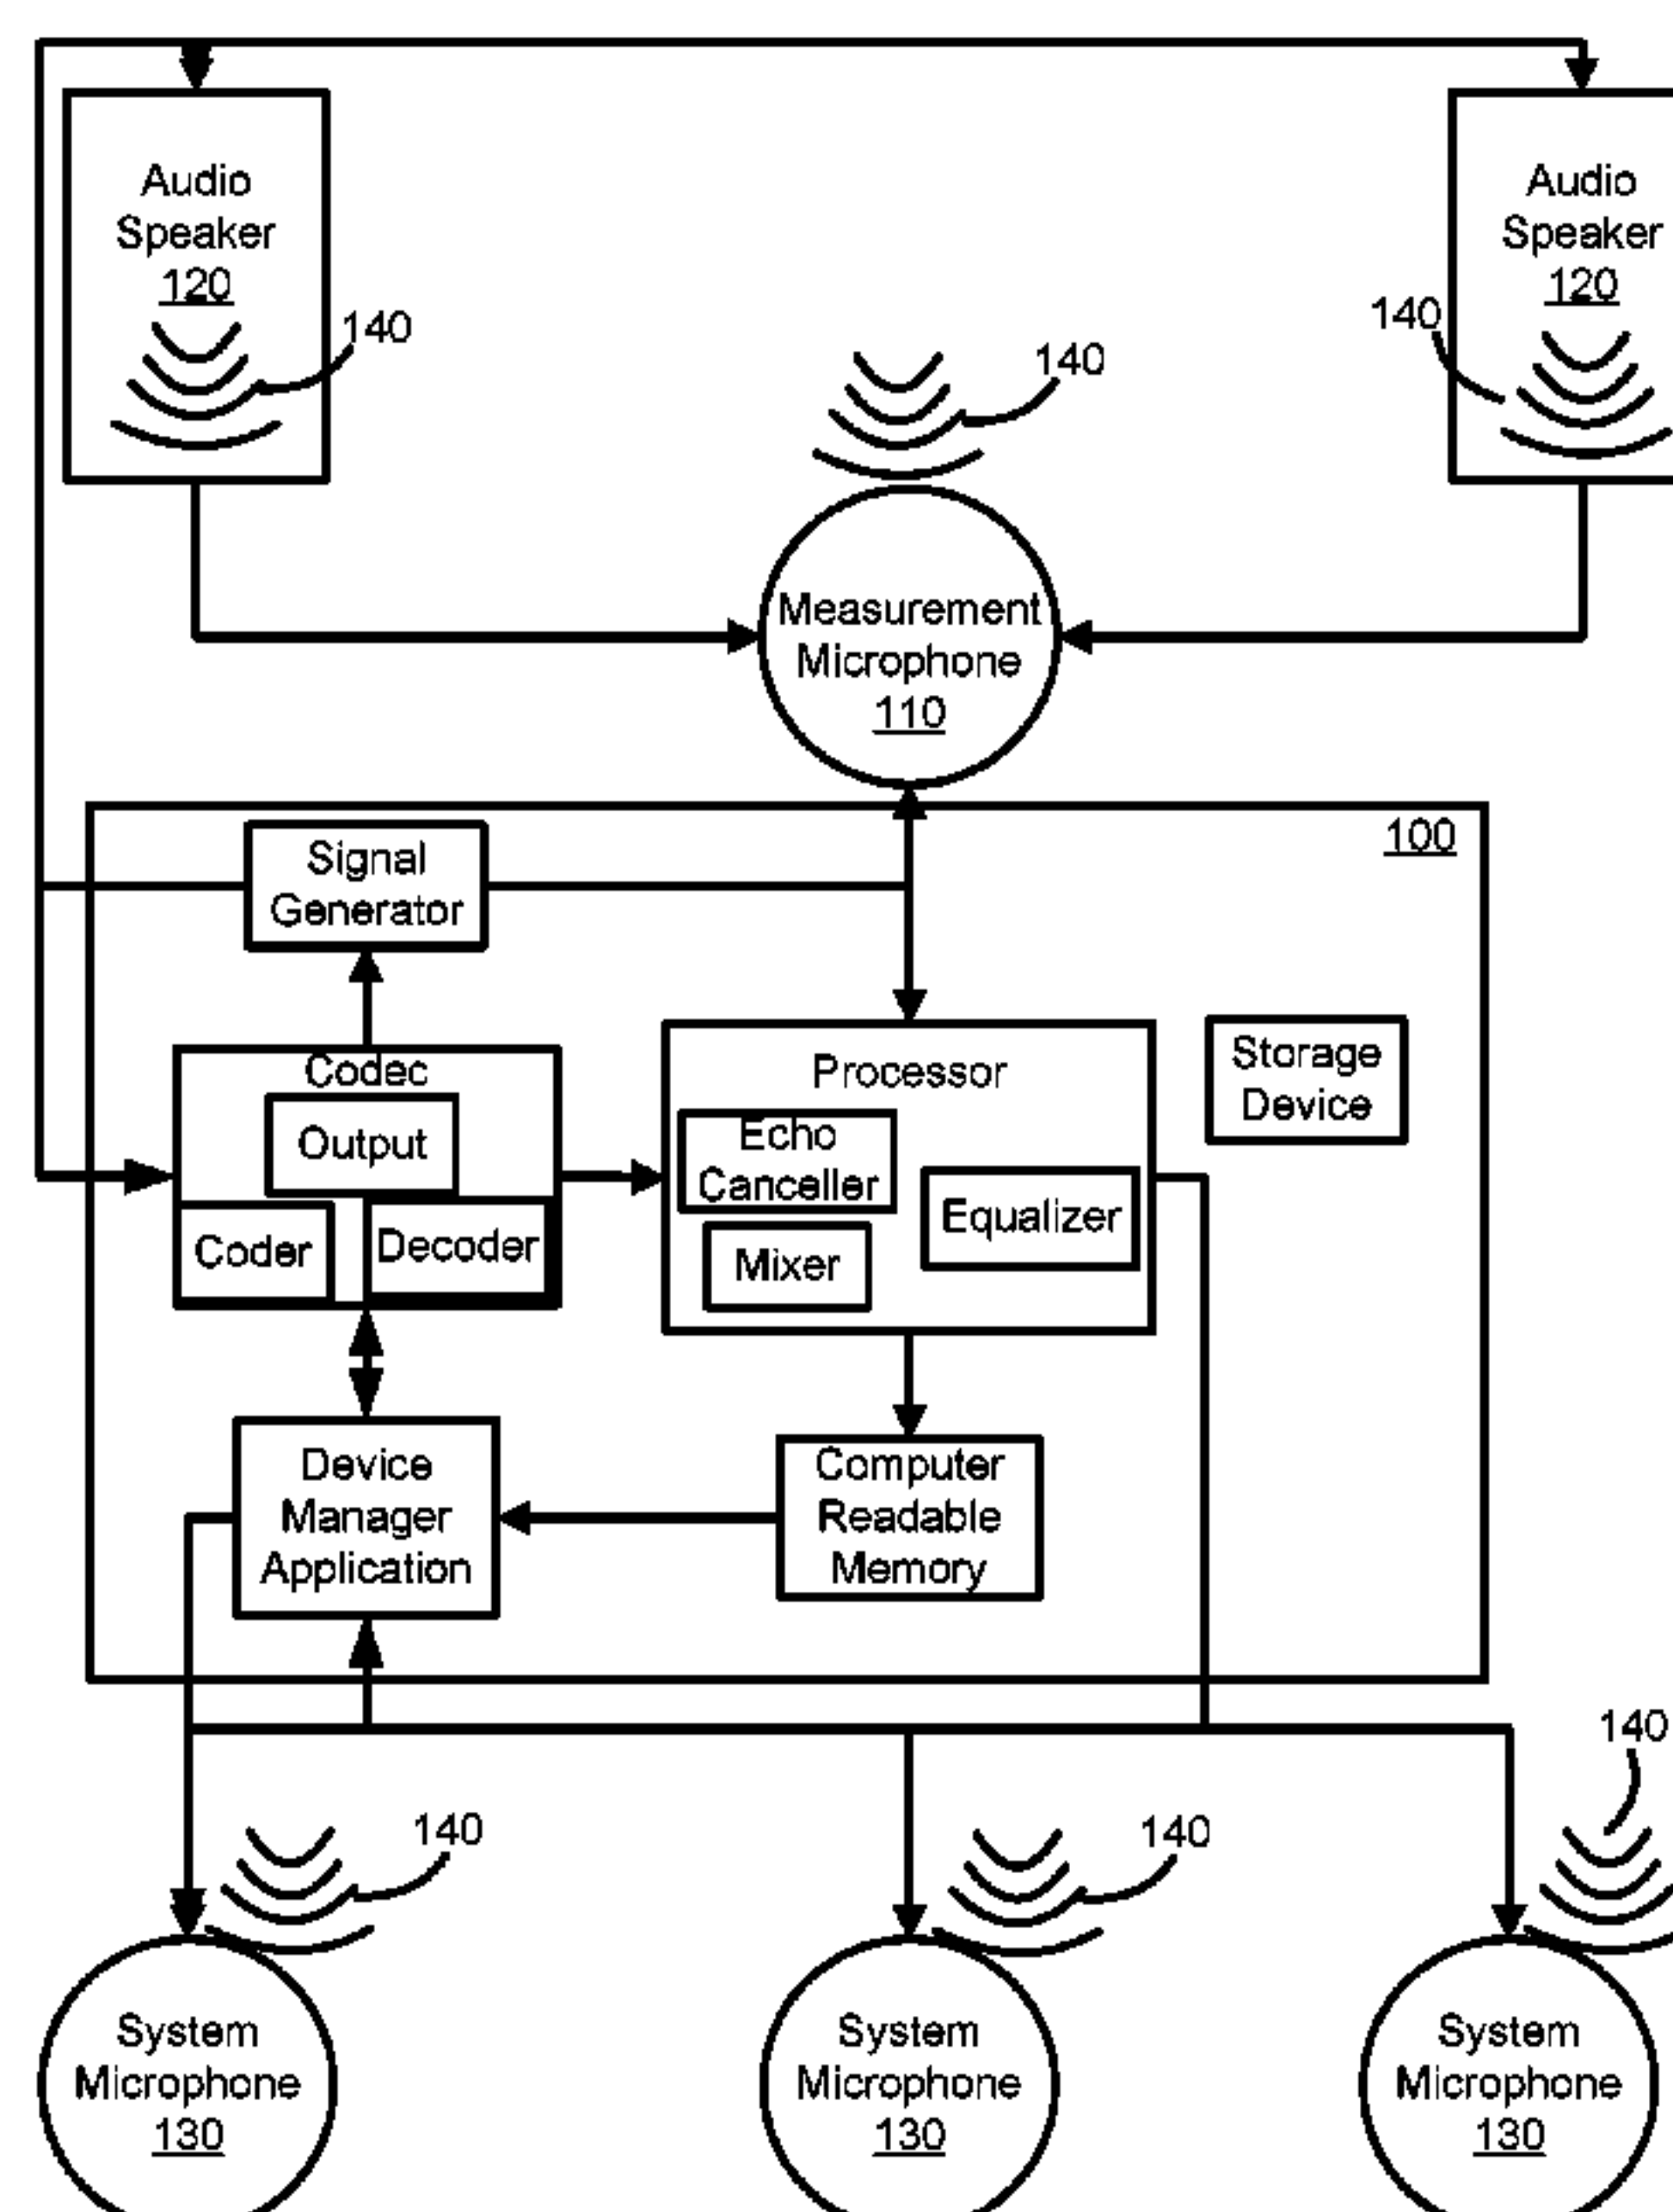 Audio
Speaker
120
140
Audio
Speaker
120
140
140
Measurement
Microphone
110
100
Signal
Generator
Codec
Output
Coder
Decoder
Processor
Echo
Canceller
Mixer
Equalizer
Storage
Device
Device
Manager
Application
Computer
Readable
Memory
140
140
140
System
Microphone
130
System
Microphone
130
System
Microphone
130